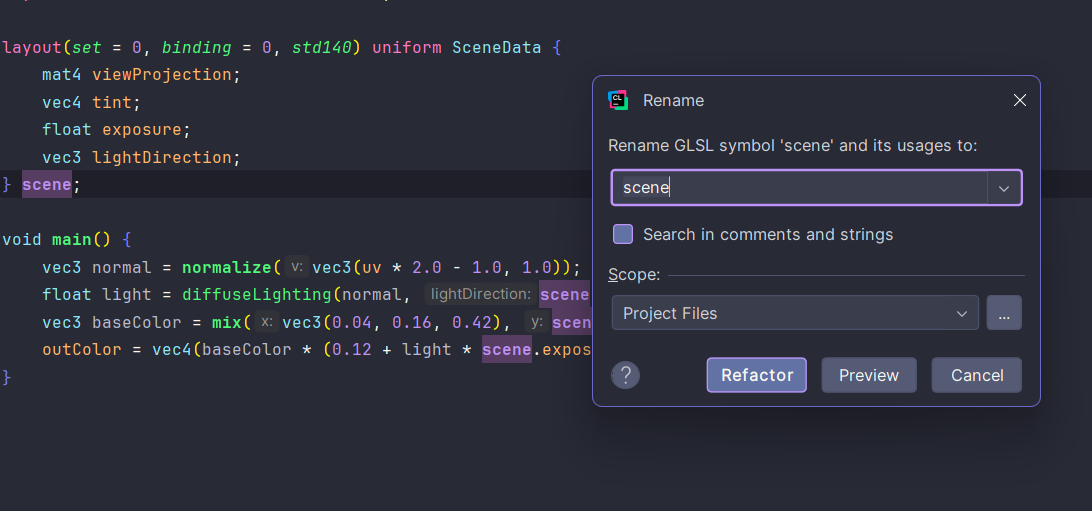 layout(set = 0, binding = 0, std140) uniform SceneData {
mat4 viewProjection;
vec4 tint;
float exposure;
vec3 lightDirection;
} scene;
void main() {
vec3 normal = normalize( v: vec3(uv * 2.0 - 1.0, 1.0));
float light = diffuseLighting(normal, lightDirection: scene
vec3 baseColor = mix( x: vec3(0.04, 0.16, 0.42), y: scen
outColor = vec4(baseColor * (0.12 + light * scene.expos
}
CL
Rename
Rename GLSL symbol 'scene' and its usages to:
scene
Search in comments and strings
Scope:
Project Files
...
?
Refactor
Preview
Cancel